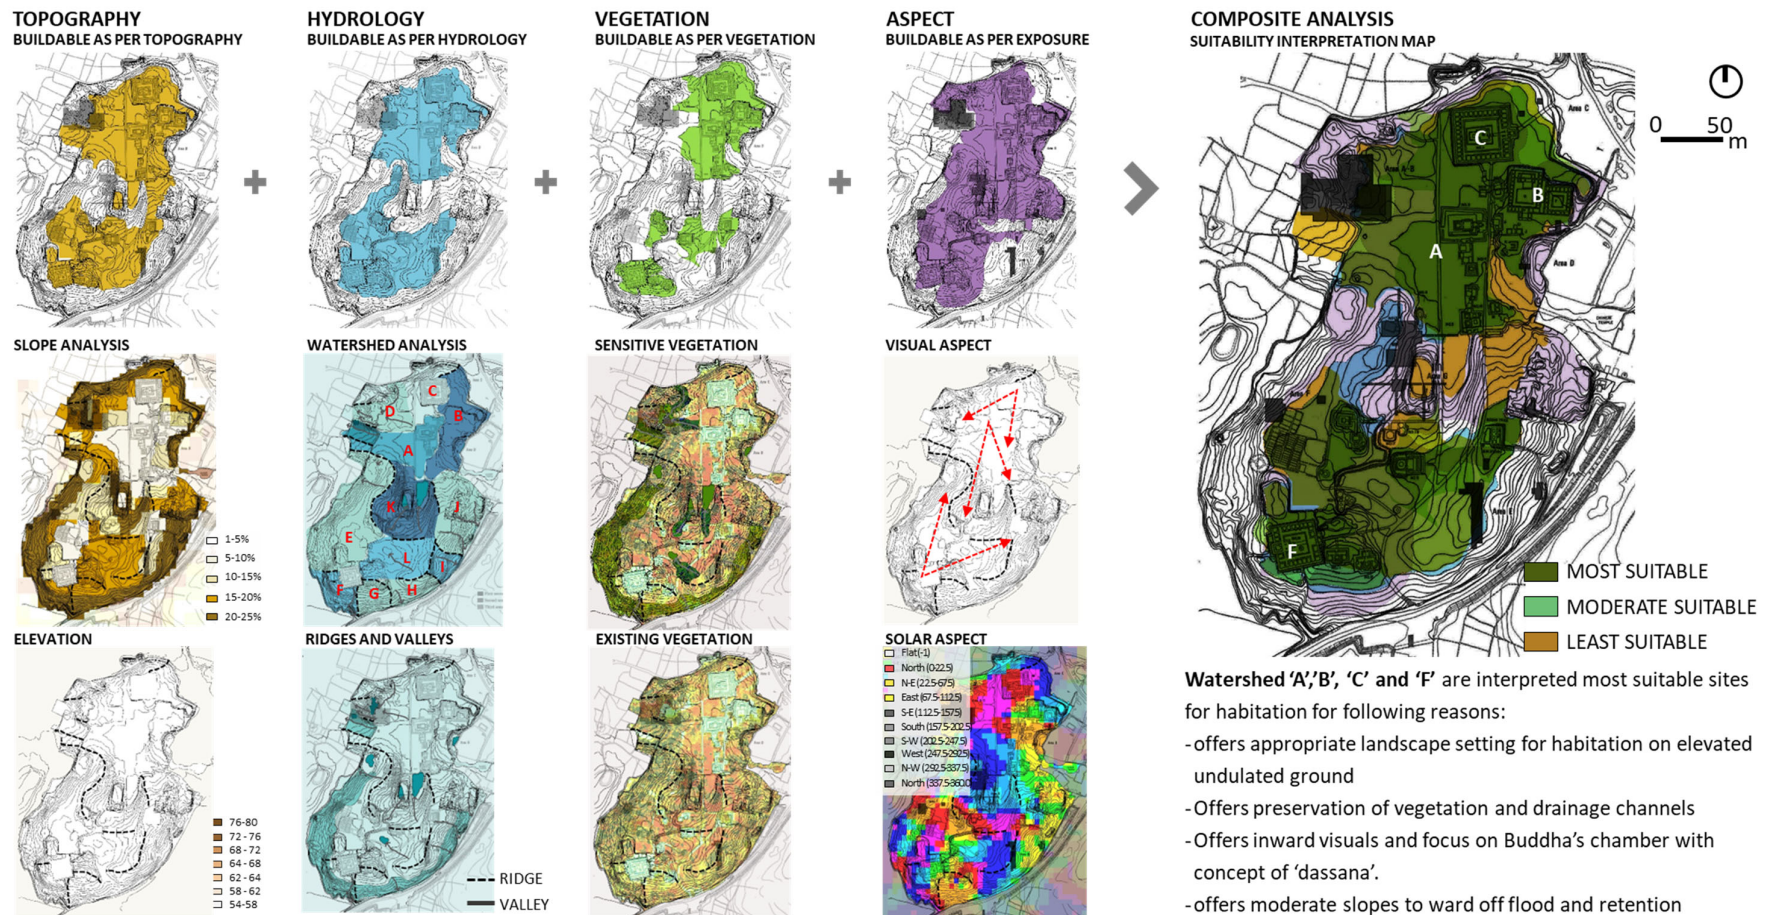 TOPOGRAPHY
BUILDABLE AS PER TOPOGRAPHY
HYDROLOGY
BUILDABLE AS PER HYDROLOGY
VEGETATION
BUILDABLE AS PER VEGETATION
ASPECT
BUILDABLE AS PER EXPOSURE
COMPOSITE ANALYSIS
SUITABILITY INTERPRETATION MAP
0 50
m
Area C
C
B
A
Area D
F
MOST SUITABLE
MODERATE SUITABLE
LEAST SUITABLE
SLOPE ANALYSIS
1-5%
5-10%
10-15%
15-20%
20-25%
WATERSHED ANALYSIS
C
D
B
A
K
J
E
L
I
F
G
H
SENSITIVE VEGETATION
VISUAL ASPECT
ELEVATION
76-80
72 - 76
68 - 72
64 - 68
62 - 64
58 - 62
54-58
RIDGES AND VALLEYS
RIDGE
VALLEY
EXISTING VEGETATION
SOLAR ASPECT
Flat(-1)
North (0-22.5)
N-E (22.5-67.5)
East (67.5-112.5)
S-E (112.5-157.5)
South (157.5-202.5)
S-W (202.5-247.5)
West (247.5-292.5)
N-W (292.5-337.5)
North (337.5-360.0)
Watershed ‘A’,’B’, ‘C’ and ‘F’ are interpreted most suitable sites
for habitation for following reasons:
-offers appropriate landscape setting for habitation on elevated
undulated ground
-Offers preservation of vegetation and drainage channels
-Offers inward visuals and focus on Buddha’s chamber with
concept of ‘dassana’.
-offers moderate slopes to ward off flood and retention